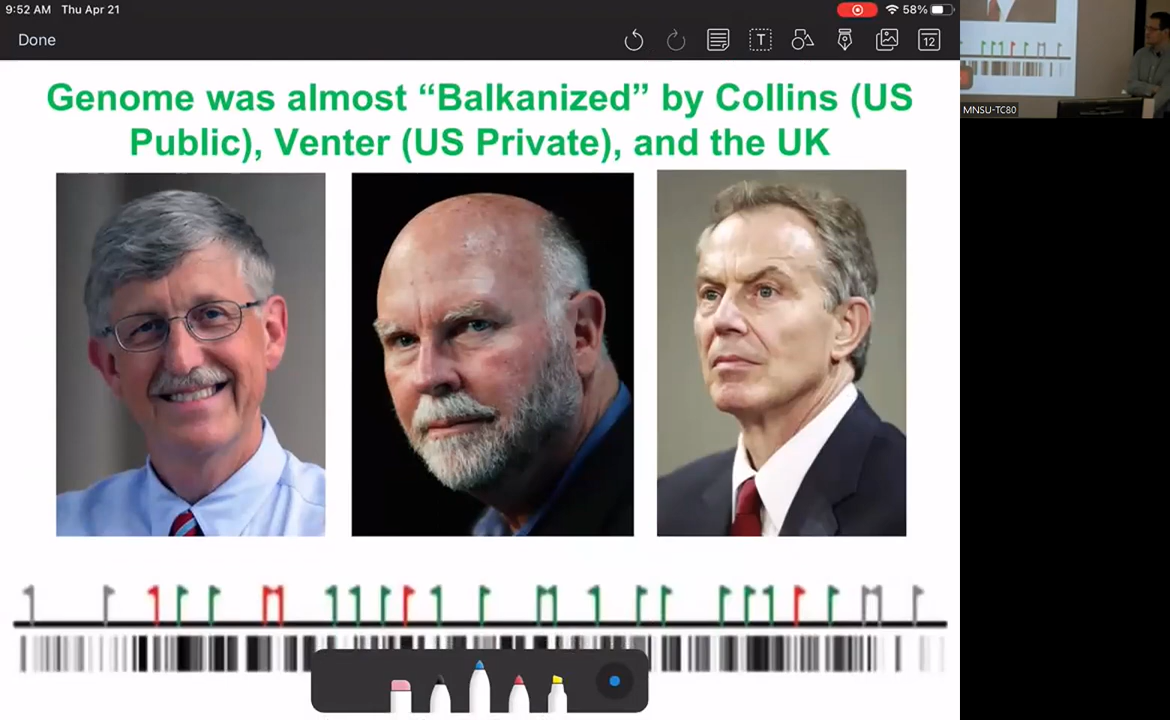 9:52 AM Thu Apr 21
58%
Done
T
12
Genome was almost “Balkanized” by Collins (US
Public), Venter (US Private), and the UK
MNSU-TC80